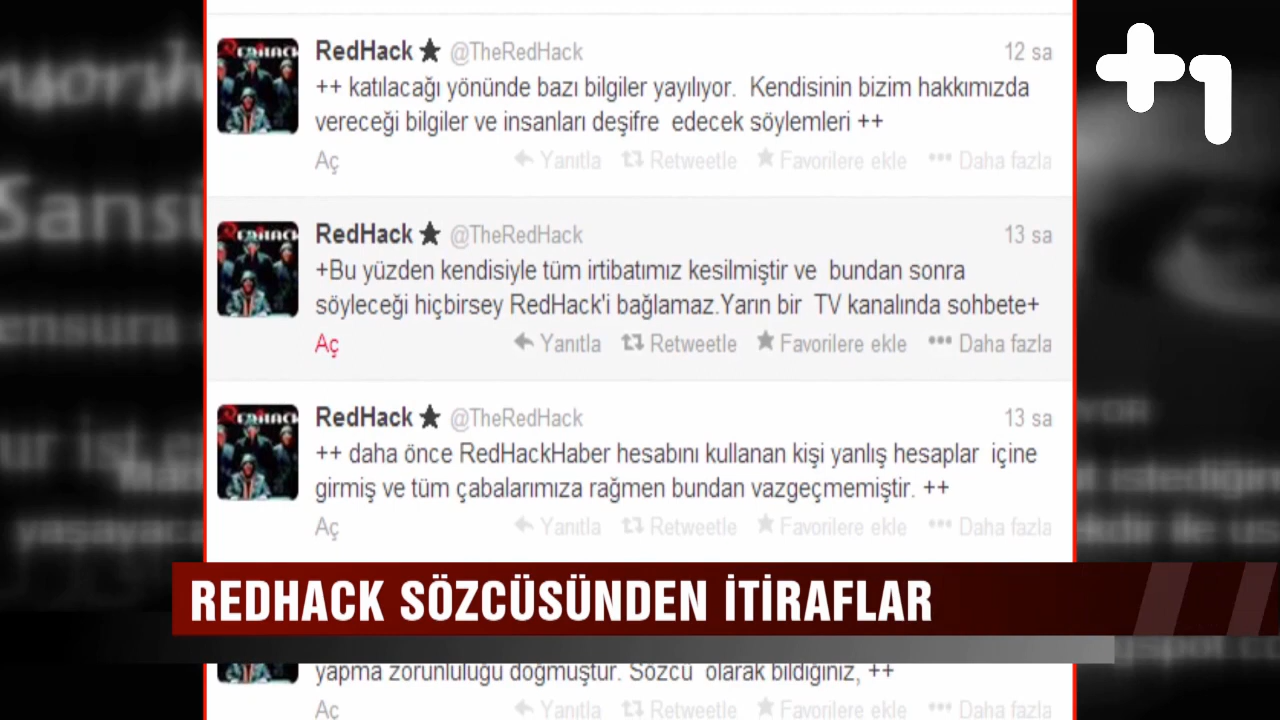 +1
RedHack ★ @TheRedHack 12 sa
++ katılacağı yönünde bazı bilgiler yayılıyor. Kendisinin bizim hakkımızda
vereceği bilgiler ve insanları deşifre edecek söylemleri ++
Aç Yanıtla Retweetle Favorilere ekle ••• Daha fazla
RedHack ★ @TheRedHack 13 sa
+Bu yüzden kendisiyle tüm irtibatımız kesilmiştir ve bundan sonra
söyleceği hiçbirsey RedHack'i bağlamaz.Yarın bir TV kanalında sohbete+
Aç Yanıtla Retweetle Favorilere ekle ••• Daha fazla
RedHack ★ @TheRedHack 13 sa
++ daha önce RedHackHaber hesabını kullanan kişi yanlış hesaplar içine
girmiş ve tüm çabalarımıza rağmen bundan vazgeçmemiştir. ++
Aç Yanıtla Retweetle Favorilere ekle ••• Daha fazla
REDHACK SÖZCÜSÜNDEN İTİRAFLAR
yapma zorunluluğu doğmuştur. Sözcü olarak bildiğiniz, ++
Aç Yanıtla Retweetle Favorilere ekle ••• Daha fazla